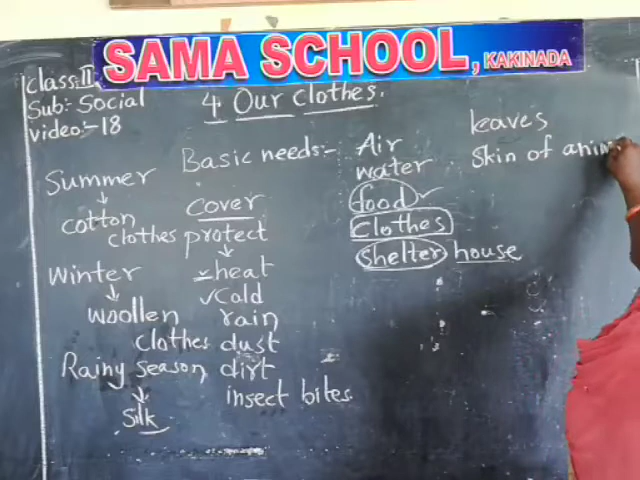 SAMA SCHOOL, KAKINADA
Class: II
Sub:- Social
Video:- 18
4. Our clothes.
Basic needs:- Air
water
food
clothes
shelter house
leaves
Skin of anim
Summer
cotton
clothes
Winter
woollen
clothes
Rainy season
Silk
cover
protect
heat
cold
rain
dust
dirt
insect bites.